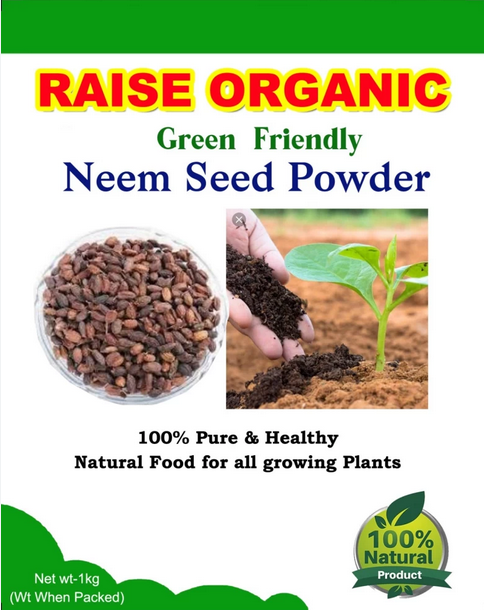 RAISE ORGANIC
Green Friendly
Neem Seed Powder
100% Pure & Healthy
Natural Food for all growing Plants
100%
Natural
Product
Net wt-1kg
(Wt When Packed)